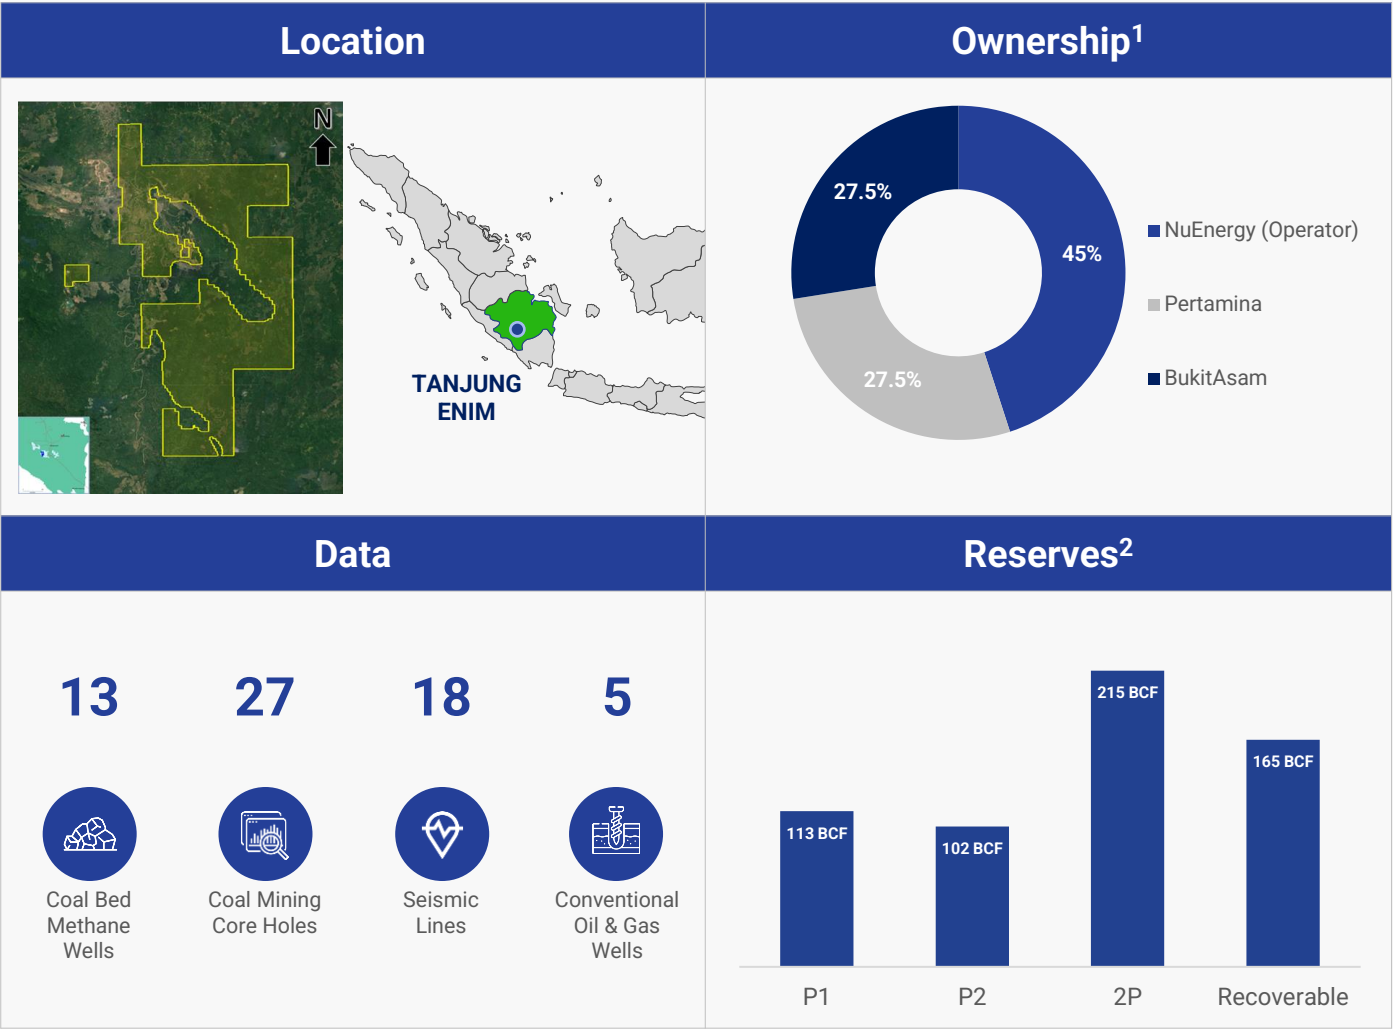 Location
N
TANJUNG
ENIM
Ownership¹
27.5%
45%
27.5%
NuEnergy (Operator)
Pertamina
BukitAsam
Data
13
27
18
5
Coal Bed
Methane
Wells
Coal Mining
Core Holes
Seismic
Lines
Conventional
Oil & Gas
Wells
Reserves²
113 BCF
102 BCF
215 BCF
165 BCF
P1
P2
2P
Recoverable